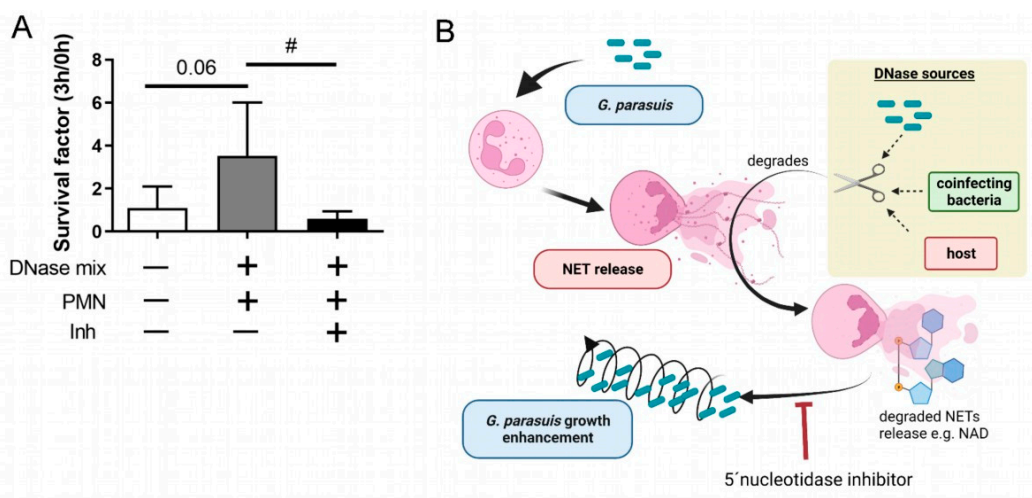 A
Survival factor (3h/0h)
8
6
4
2
0
0.06
#
DNase mix — + +
PMN — + +
Inh — — +
B
G. parasuis
DNase sources
coinfecting
bacteria
host
degrades
NET release
degraded NETs
release e.g. NAD
G. parasuis growth
enhancement
5´nucleotidase inhibitor